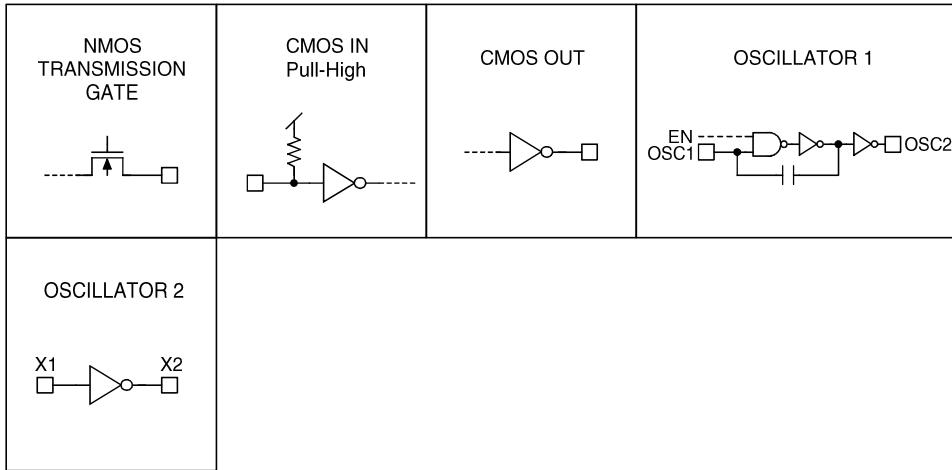 NMOS
TRANSMISSION
GATE
CMOS IN
Pull-High
CMOS OUT
OSCILLATOR 1
EN
OSC1
OSC2
OSCILLATOR 2
X1
X2